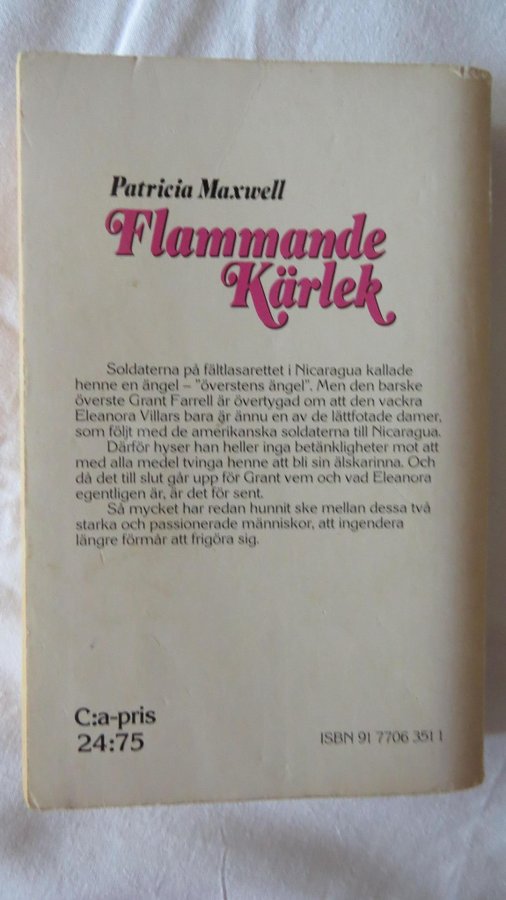 Patricia Maxwell
Flammande
Kärlek
Soldaterna på fältlasarettet i Nicaragua kallade
henne en ängel – "överstens ängel". Men den barske
överste Grant Farrell är övertygad om att den vackra
Eleanora Villars bara är ännu en av de lättfotade damer,
som följt med de amerikanska soldaterna till Nicaragua.
Därför hyser han heller inga betänkligheter mot att
med alla medel tvinga henne att bli sin älskarinna. Och
då det till slut går upp för Grant vem och vad Eleanora
egentligen är, är det för sent.
Så mycket har redan hunnit ske mellan dessa två
starka och passionerade människor, att ingendera
längre förmår att frigöra sig.
C:a-pris
24:75
ISBN 91 7706 351 1